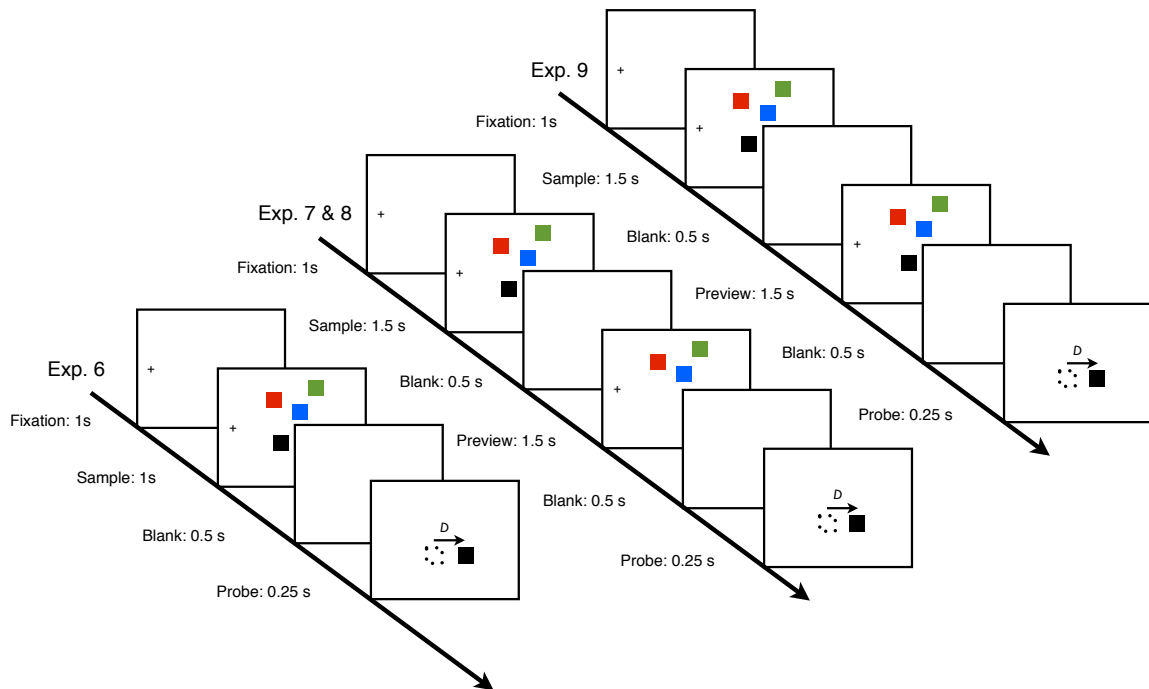 Exp. 9
Fixation: 1s
Sample: 1.5 s
Blank: 0.5 s
Preview: 1.5 s
Blank: 0.5 s
Probe: 0.25 s
D
Exp. 7 & 8
Fixation: 1s
Sample: 1.5 s
Blank: 0.5 s
Preview: 1.5 s
Blank: 0.5 s
Probe: 0.25 s
D
Exp. 6
Fixation: 1s
Sample: 1s
Blank: 0.5 s
Probe: 0.25 s
D